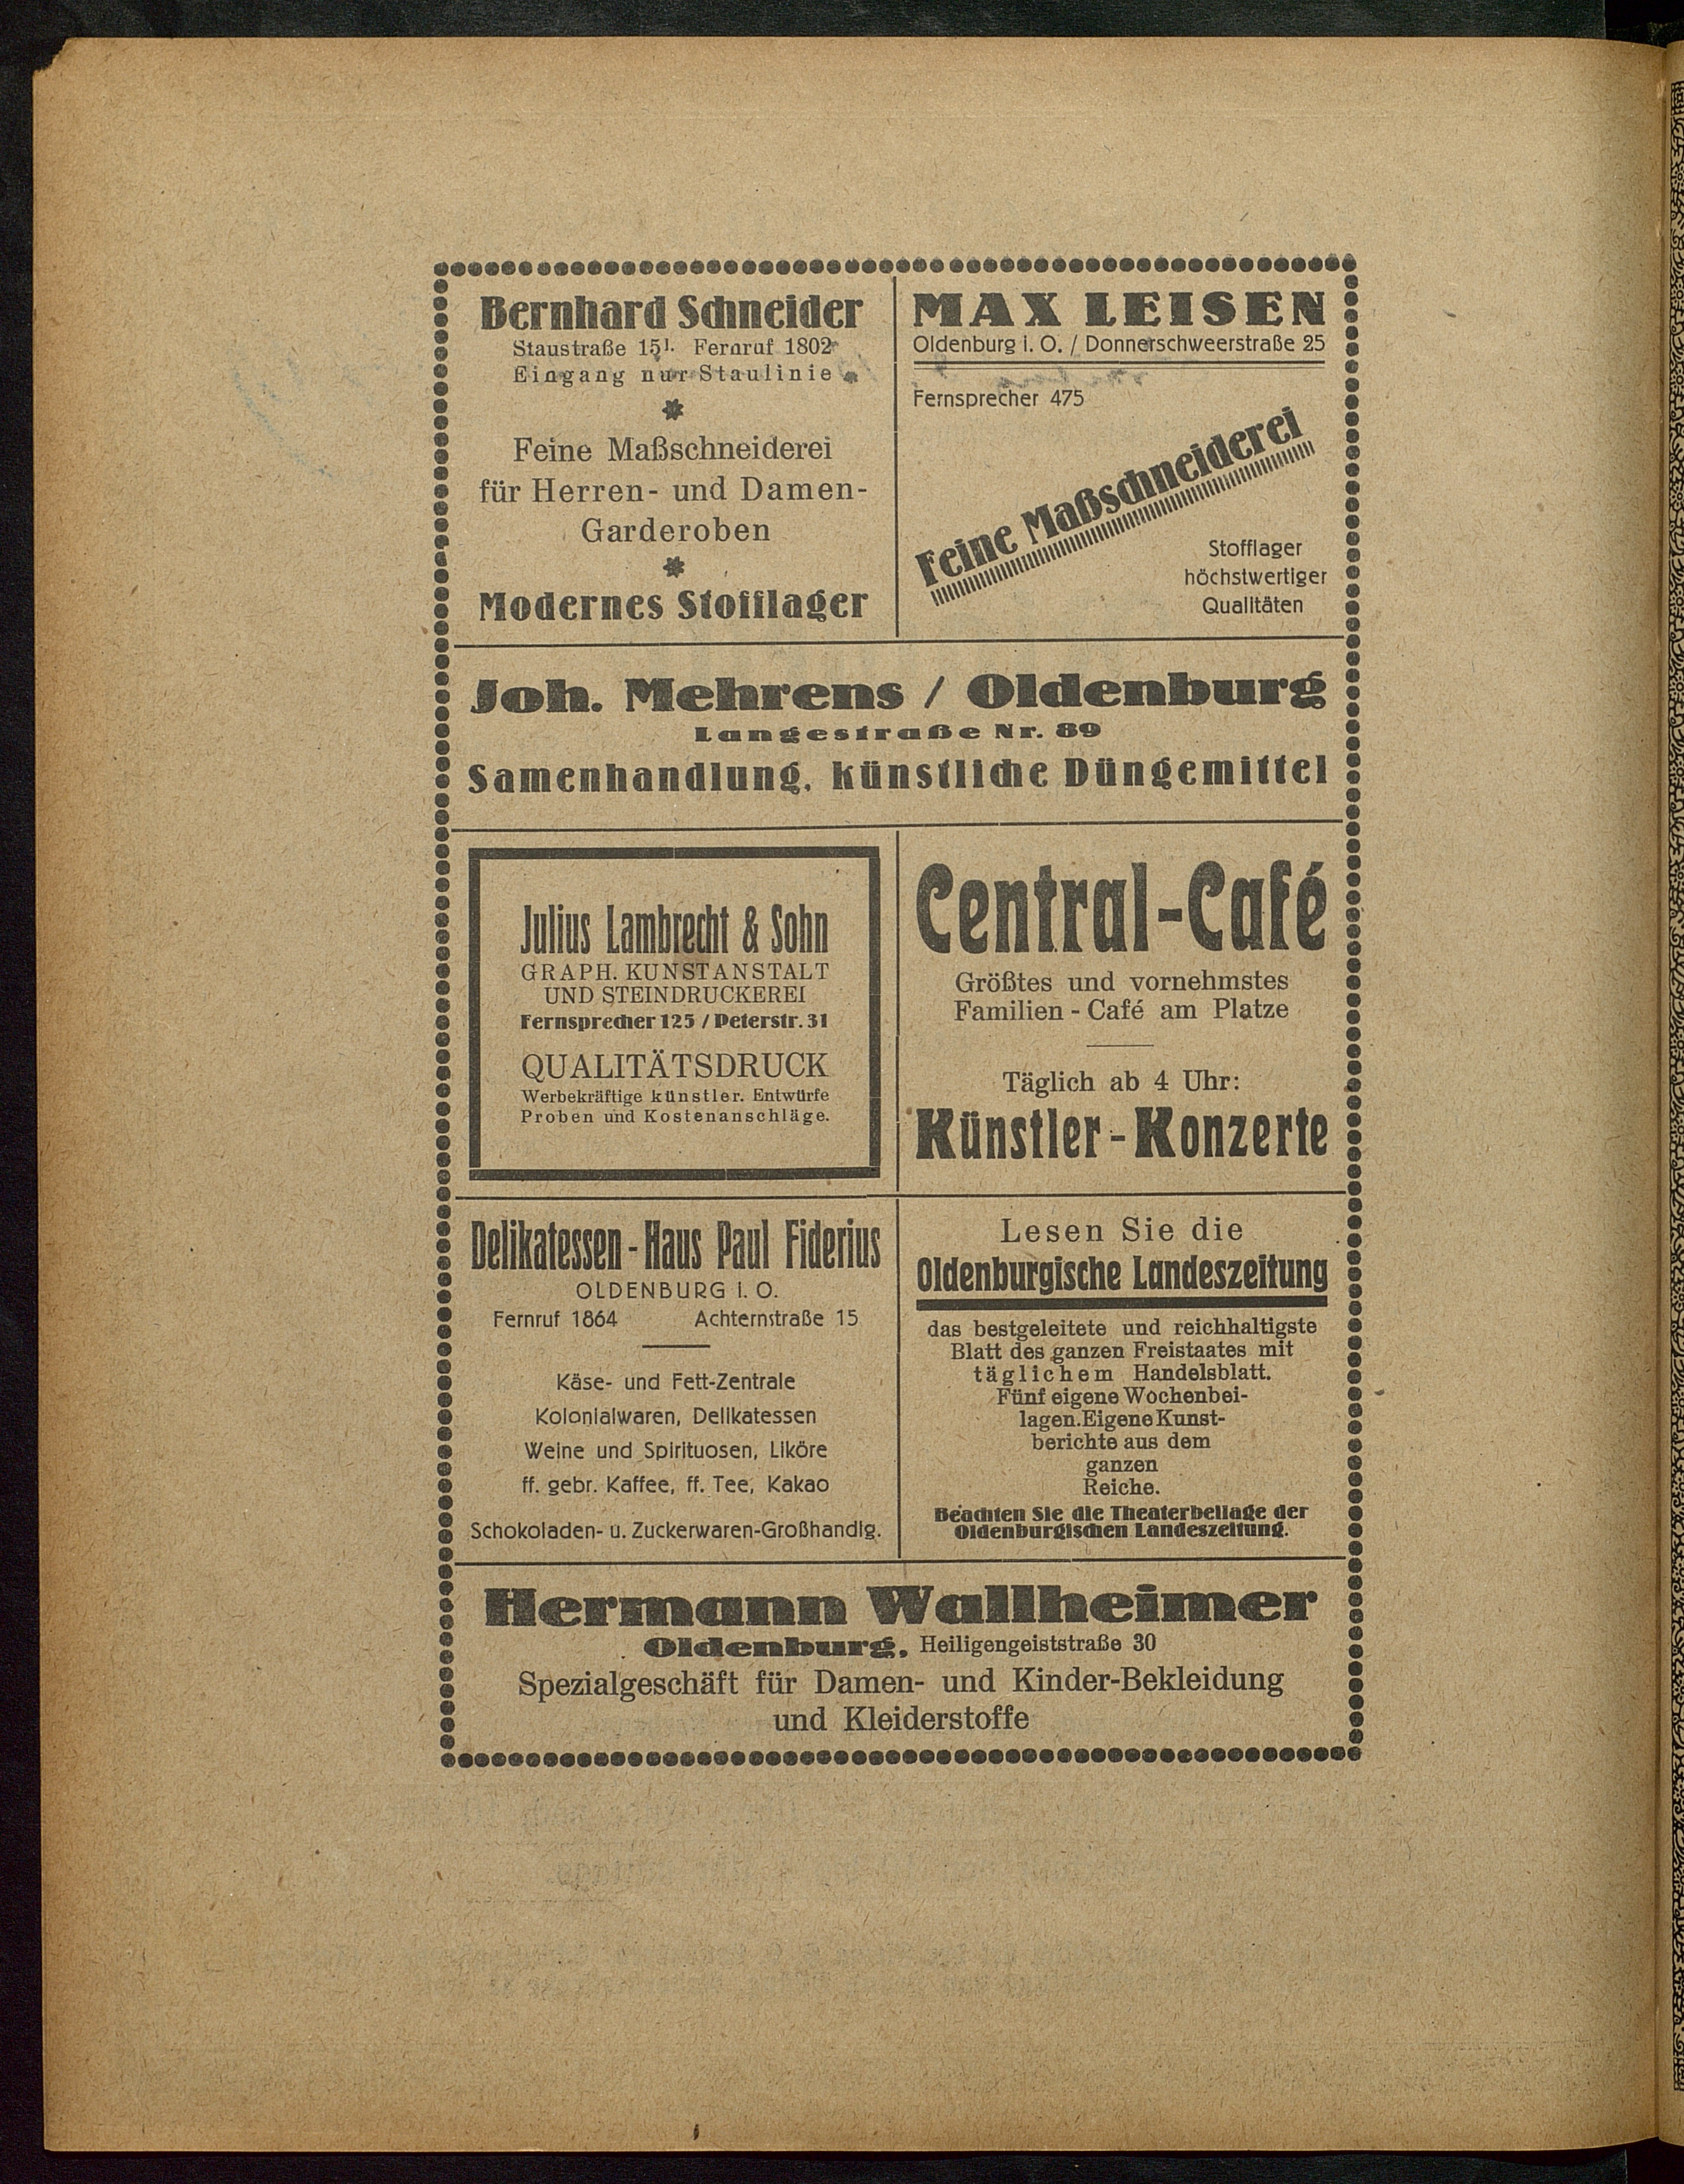 Bernhard Schneider
Staustraße 15I. Fernruf 1802
Eingang nur Staulinie
Feine Maßschneiderei
für Herren- und Damen-
Garderoben
Modernes Stofflager
MAX LEISEN
Oldenburg i. O. / Donnerschweerstraße 25
Fernsprecher 475
Feine Maßschneiderei
Stofflager
höchstwertiger
Qualitäten
Joh. Mehrens / Oldenburg
Langestraße Nr. 89
Samenhandlung, künstliche Düngemittel
Julius Lambrecht & Sohn
GRAPH. KUNSTANSTALT
UND STEINDRUCKEREI
Fernsprecher 125 / Peterstr. 31
QUALITÄTSDRUCK
Werbekräftige künstler. Entwürfe
Proben und Kostenanschläge.
Central-Café
Größtes und vornehmstes
Familien - Café am Platze
Täglich ab 4 Uhr:
Künstler - Konzerte
Delikatessen - Haus Paul Fiderius
OLDENBURG i. O.
Fernruf 1864 Achternstraße 15
Käse- und Fett-Zentrale
Kolonialwaren, Delikatessen
Weine und Spirituosen, Liköre
ff. gebr. Kaffee, ff. Tee, Kakao
Schokoladen- u. Zuckerwaren-Großhandlg.
Lesen Sie die
Oldenburgische Landeszeitung
das bestgeleitete und reichhaltigste
Blatt des ganzen Freistaates mit
täglichem Handelsblatt.
Fünf eigene Wochenbei-
lagen. Eigene Kunst-
berichte aus dem
ganzen
Reiche.
Beachten Sie die Theaterbeilage der
Oldenburgischen Landeszeitung.
Hermann Wallheimer
Oldenburg, Heiligengeiststraße 30
Spezialgeschäft für Damen- und Kinder-Bekleidung
und Kleiderstoffe